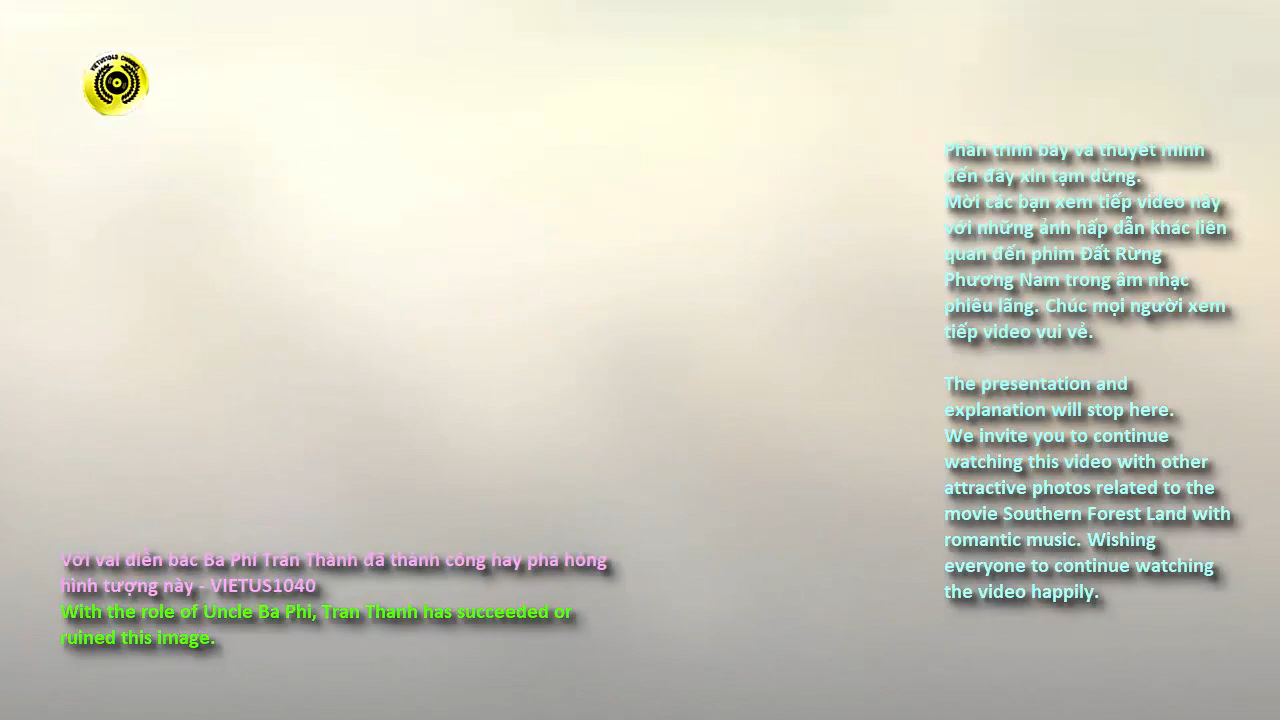 VIETUS1040 CHANNEL
Phần trình bày và thuyết minh
đến đây xin tạm dừng.
Mời các bạn xem tiếp video này
với những ảnh hấp dẫn khác liên
quan đến phim Đất Rừng
Phương Nam trong âm nhạc
phiêu lãng. Chúc mọi người xem
tiếp video vui vẻ.
The presentation and
explanation will stop here.
We invite you to continue
watching this video with other
attractive photos related to the
movie Southern Forest Land with
romantic music. Wishing
everyone to continue watching
the video happily.
Với vai diễn bác Ba Phi Trấn Thành đã thành công hay phá hỏng
hình tượng này - VIETUS1040
With the role of Uncle Ba Phi, Tran Thanh has succeeded or
ruined this image.